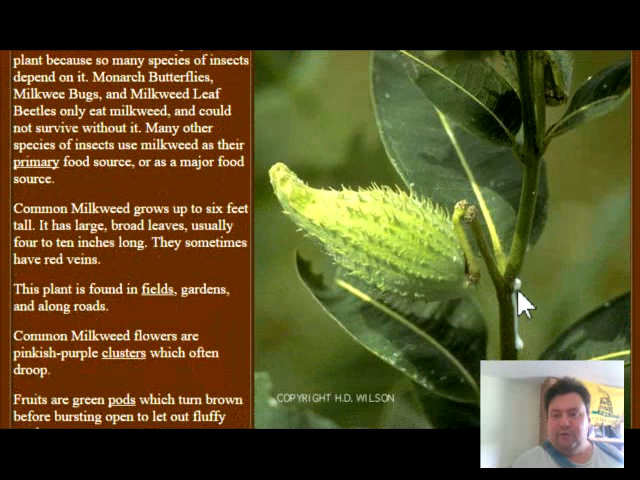 plant because so many species of insects
depend on it. Monarch Butterflies,
Milkwee Bugs, and Milkweed Leaf
Beetles only eat milkweed, and could
not survive without it. Many other
species of insects use milkweed as their
primary food source, or as a major food
source.
Common Milkweed grows up to six feet
tall. It has large, broad leaves, usually
four to ten inches long. They sometimes
have red veins.
This plant is found in fields, gardens,
and along roads.
Common Milkweed flowers are
pinkish-purple clusters which often
droop.
Fruits are green pods which turn brown
before bursting open to let out fluffy
COPYRIGHT H.D. WILSON